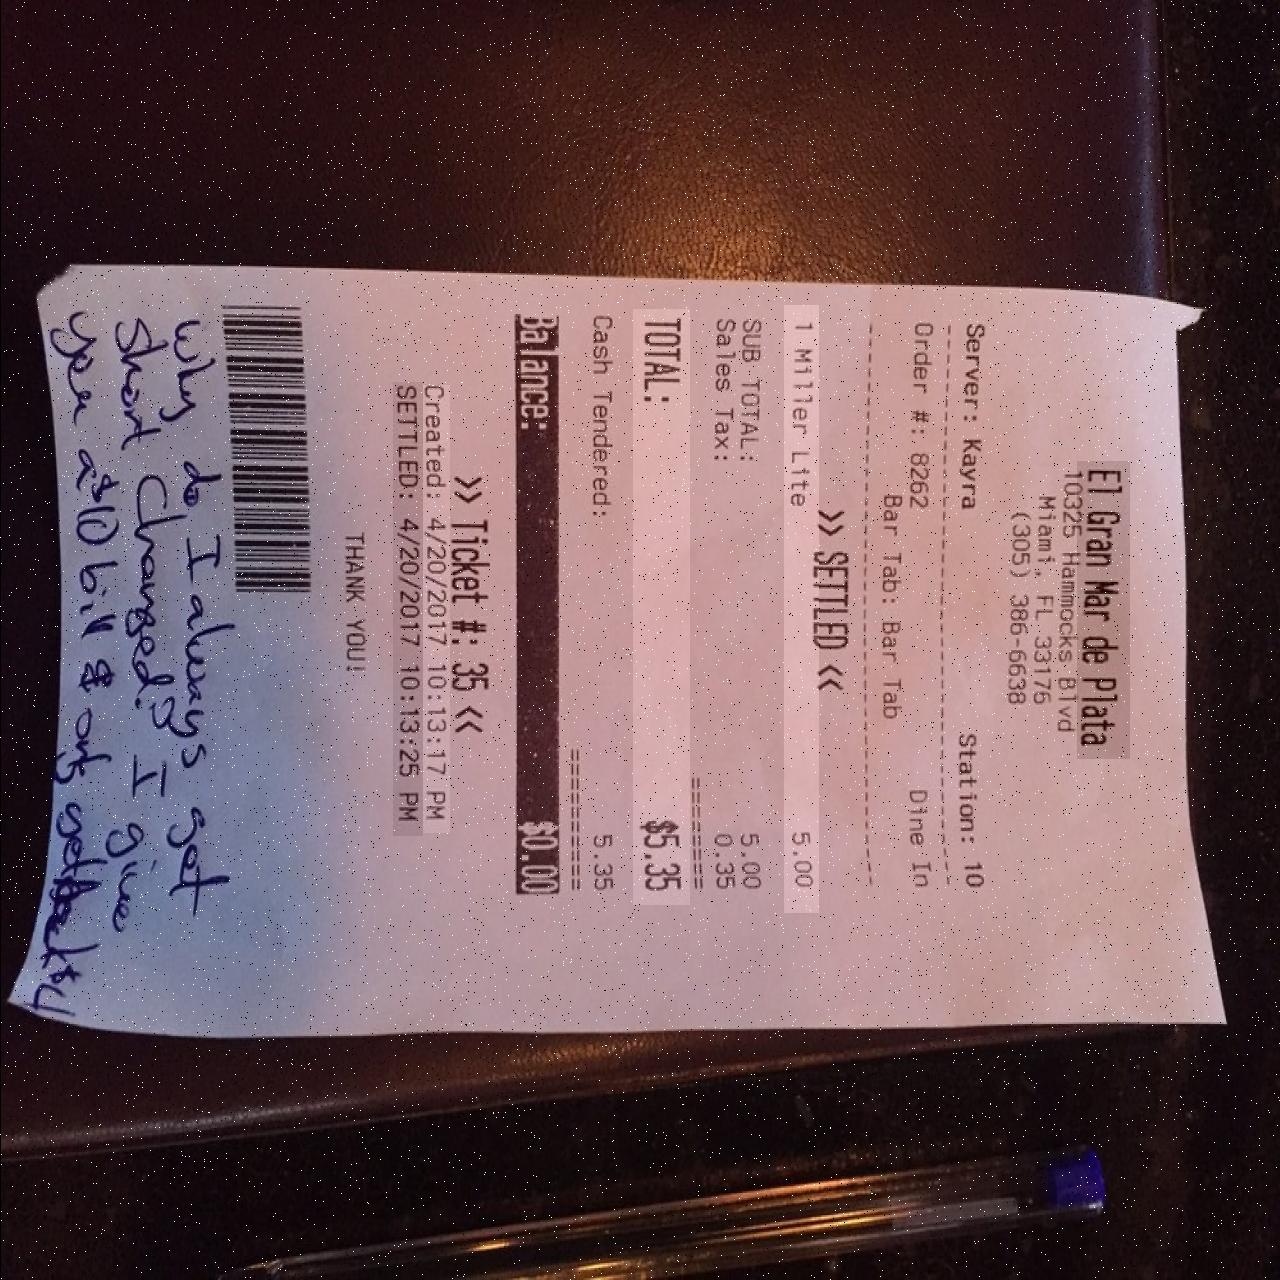 El Gran Mar de Plata
10325 Hammocks Blvd
Miami, FL 33176
(305) 386-6638
Server: Kayra Station: 10
Order #: 8262 Dine In
Bar Tab: Bar Tab
>> SETTLED <<
1 Miller Lite 5.00
SUB TOTAL: 5.00
Sales Tax: 0.35
TOTAL: $5.35
Cash Tendered: 5.35
Balance: $0.00
>> Ticket #: 35 <<
Created: 4/20/2017 10:13:17 PM
SETTLED: 4/20/2017 10:13:25 PM
THANK YOU!
Why do I always get
short changed? I give
you a $10 bill & only get back $4